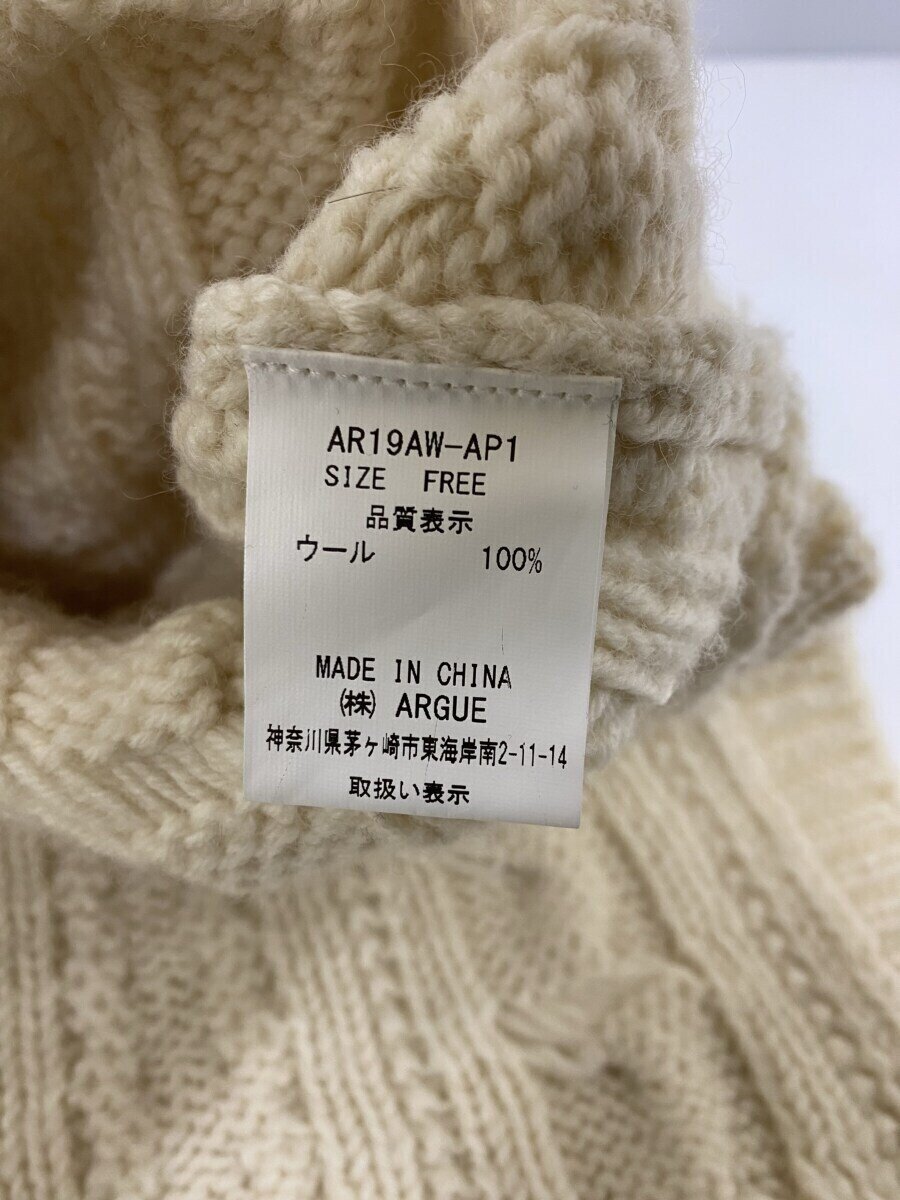 AR19AW-AP1
SIZE FREE
品質表示
ウール 100%
MADE IN CHINA
㈱ ARGUE
神奈川県茅ヶ崎市東海岸南2-11-14
取扱い表示